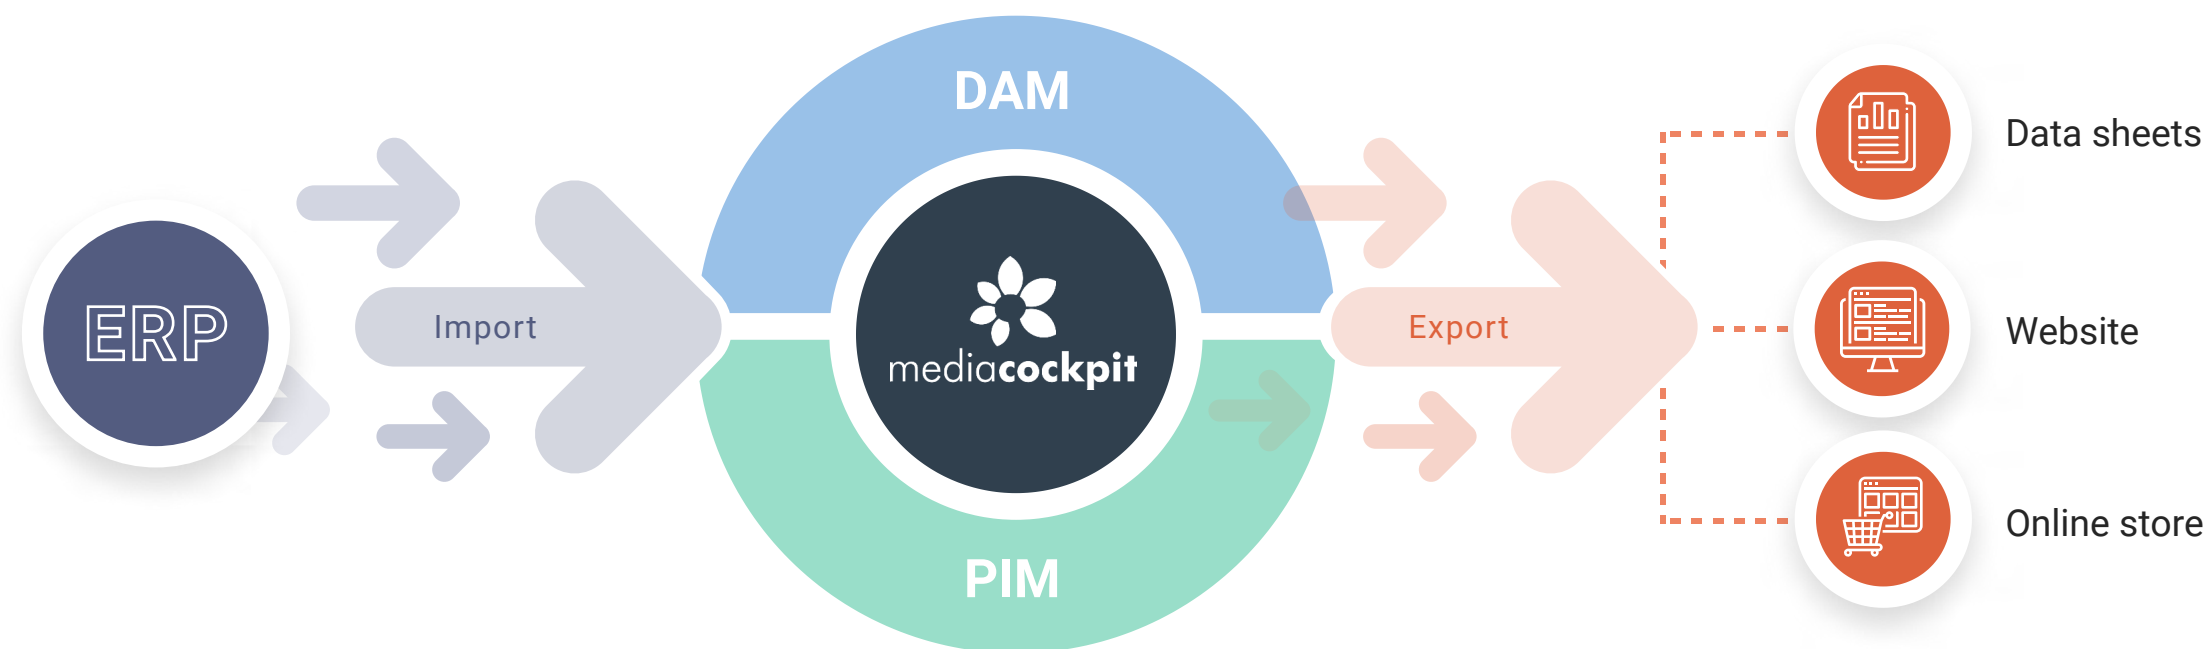 ERP
Import
DAM
mediacockpit
PIM
Export
Data sheets
Website
Online store